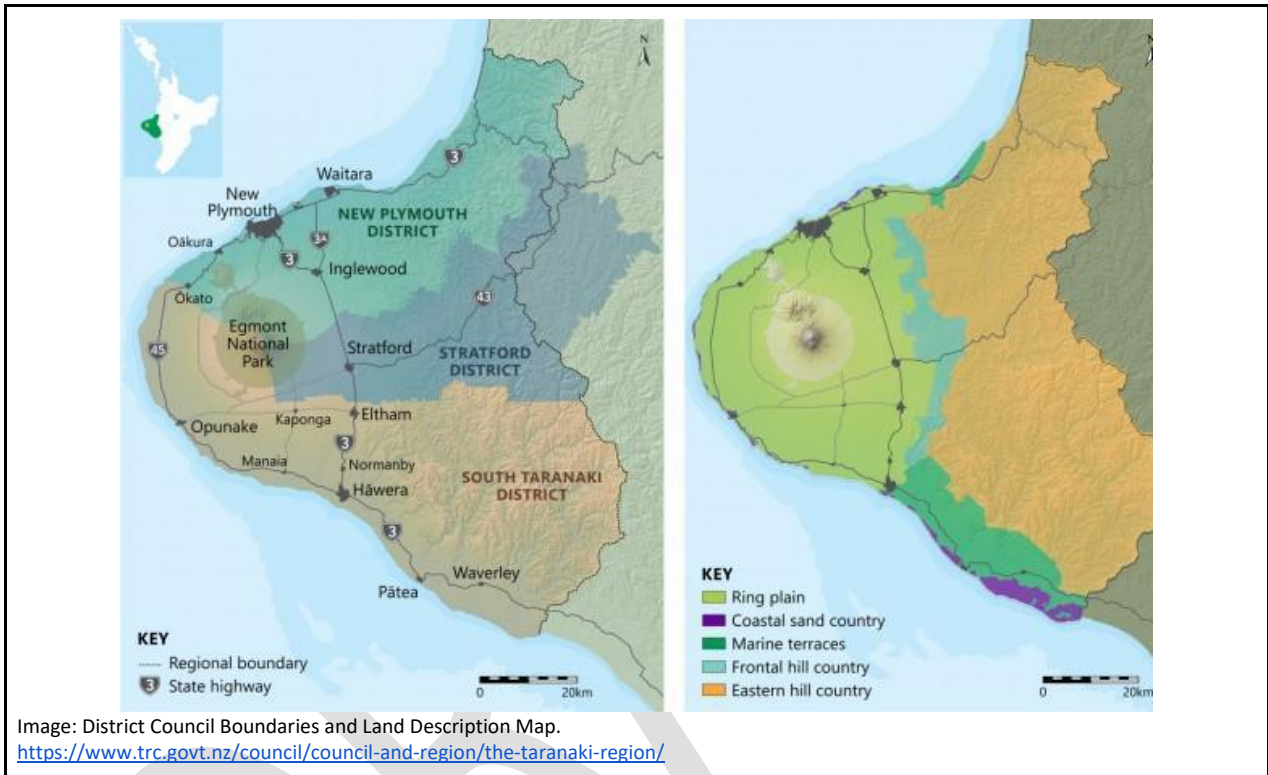 N
3
Waitara
New
Plymouth
NEW PLYMOUTH
DISTRICT
Oākura
3A
3
Inglewood
Ōkato
43
Egmont
National
Park
45
Stratford
STRATFORD
DISTRICT
Kaponga
Eltham
Opunake
3
Manaia
Normanby
SOUTH TARANAKI
DISTRICT
Hāwera
3
Waverley
Pātea
KEY
Regional boundary
3 State highway
0 20km
N
KEY
Ring plain
Coastal sand country
Marine terraces
Frontal hill country
Eastern hill country
0 20km
Image: District Council Boundaries and Land Description Map.
https://www.trc.govt.nz/council/council-and-region/the-taranaki-region/